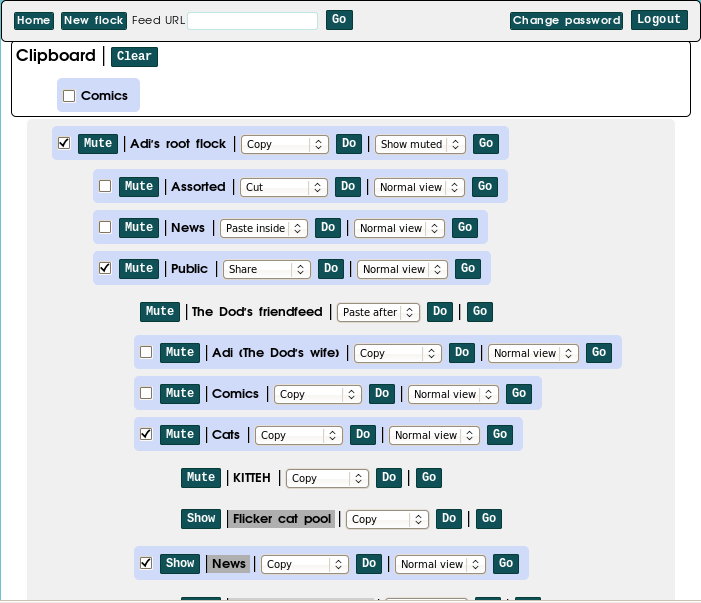 Home New flock Feed URL Go Change password Logout
Clipboard | Clear
Comics
Mute | Adi's root flock | Copy Do | Show muted Go
Mute | Assorted | Cut Do | Normal view Go
Mute | News | Paste inside Do | Normal view Go
Mute | Public | Share Do | Normal view Go
Mute | The Dod's friendfeed | Paste after Do | Go
Mute | Adi (The Dod's wife) | Copy Do | Normal view Go
Mute | Comics | Copy Do | Normal view Go
Mute | Cats | Copy Do | Normal view Go
Mute | KITTEH | Copy Do | Go
Show | Flicker cat pool | Copy Do | Go
Show | News | Copy Do | Normal view Go